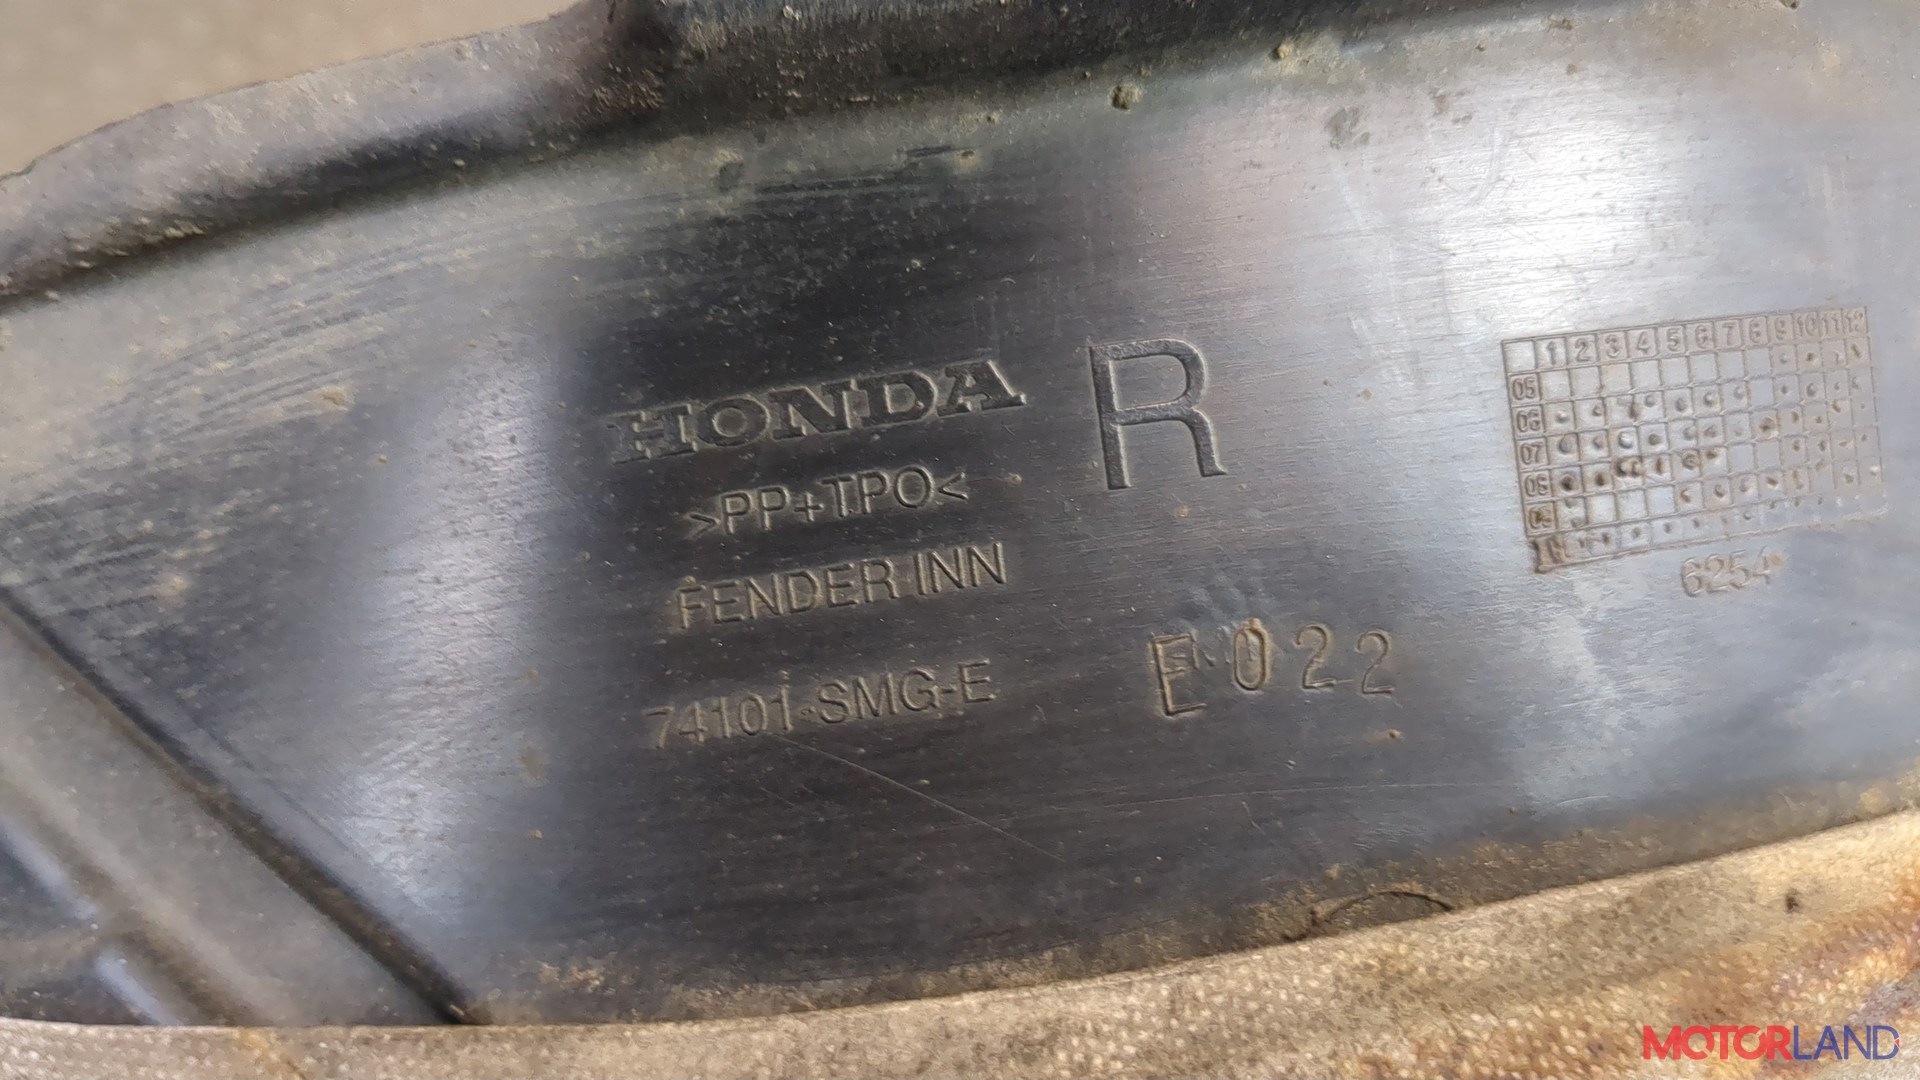 HONDA
R
>PP+TPO<
FENDER INN
74101-SMG-E
E022
1 2 3 4 5 6 7 8 9 10 11 12
05
06
07
08
09
6254
MOTORLAND